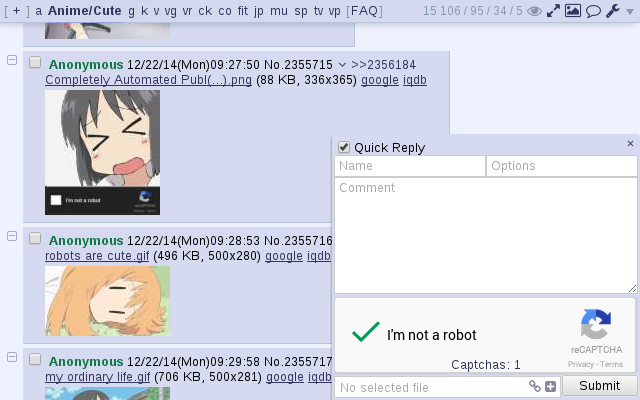 [ + ] a Anime/Cute g k v vg vr ck co fit jp mu sp tv vp [FAQ]
15 106 / 95 / 34 / 5
Anonymous 12/22/14(Mon)09:27:50 No.2355715 >>2356184
Completely Automated Publ(...).png (88 KB, 336x365) google iqdb
I'm not a robot
reCAPTCHA
Anonymous 12/22/14(Mon)09:28:53 No.2355716
robots are cute.gif (496 KB, 500x280) google iqdb
Anonymous 12/22/14(Mon)09:29:58 No.2355717
my ordinary life.gif (706 KB, 500x281) google iqdb
Quick Reply ×
Name Options
Comment
I'm not a robot
reCAPTCHA
Privacy - Terms
Captchas: 1
No selected file Submit